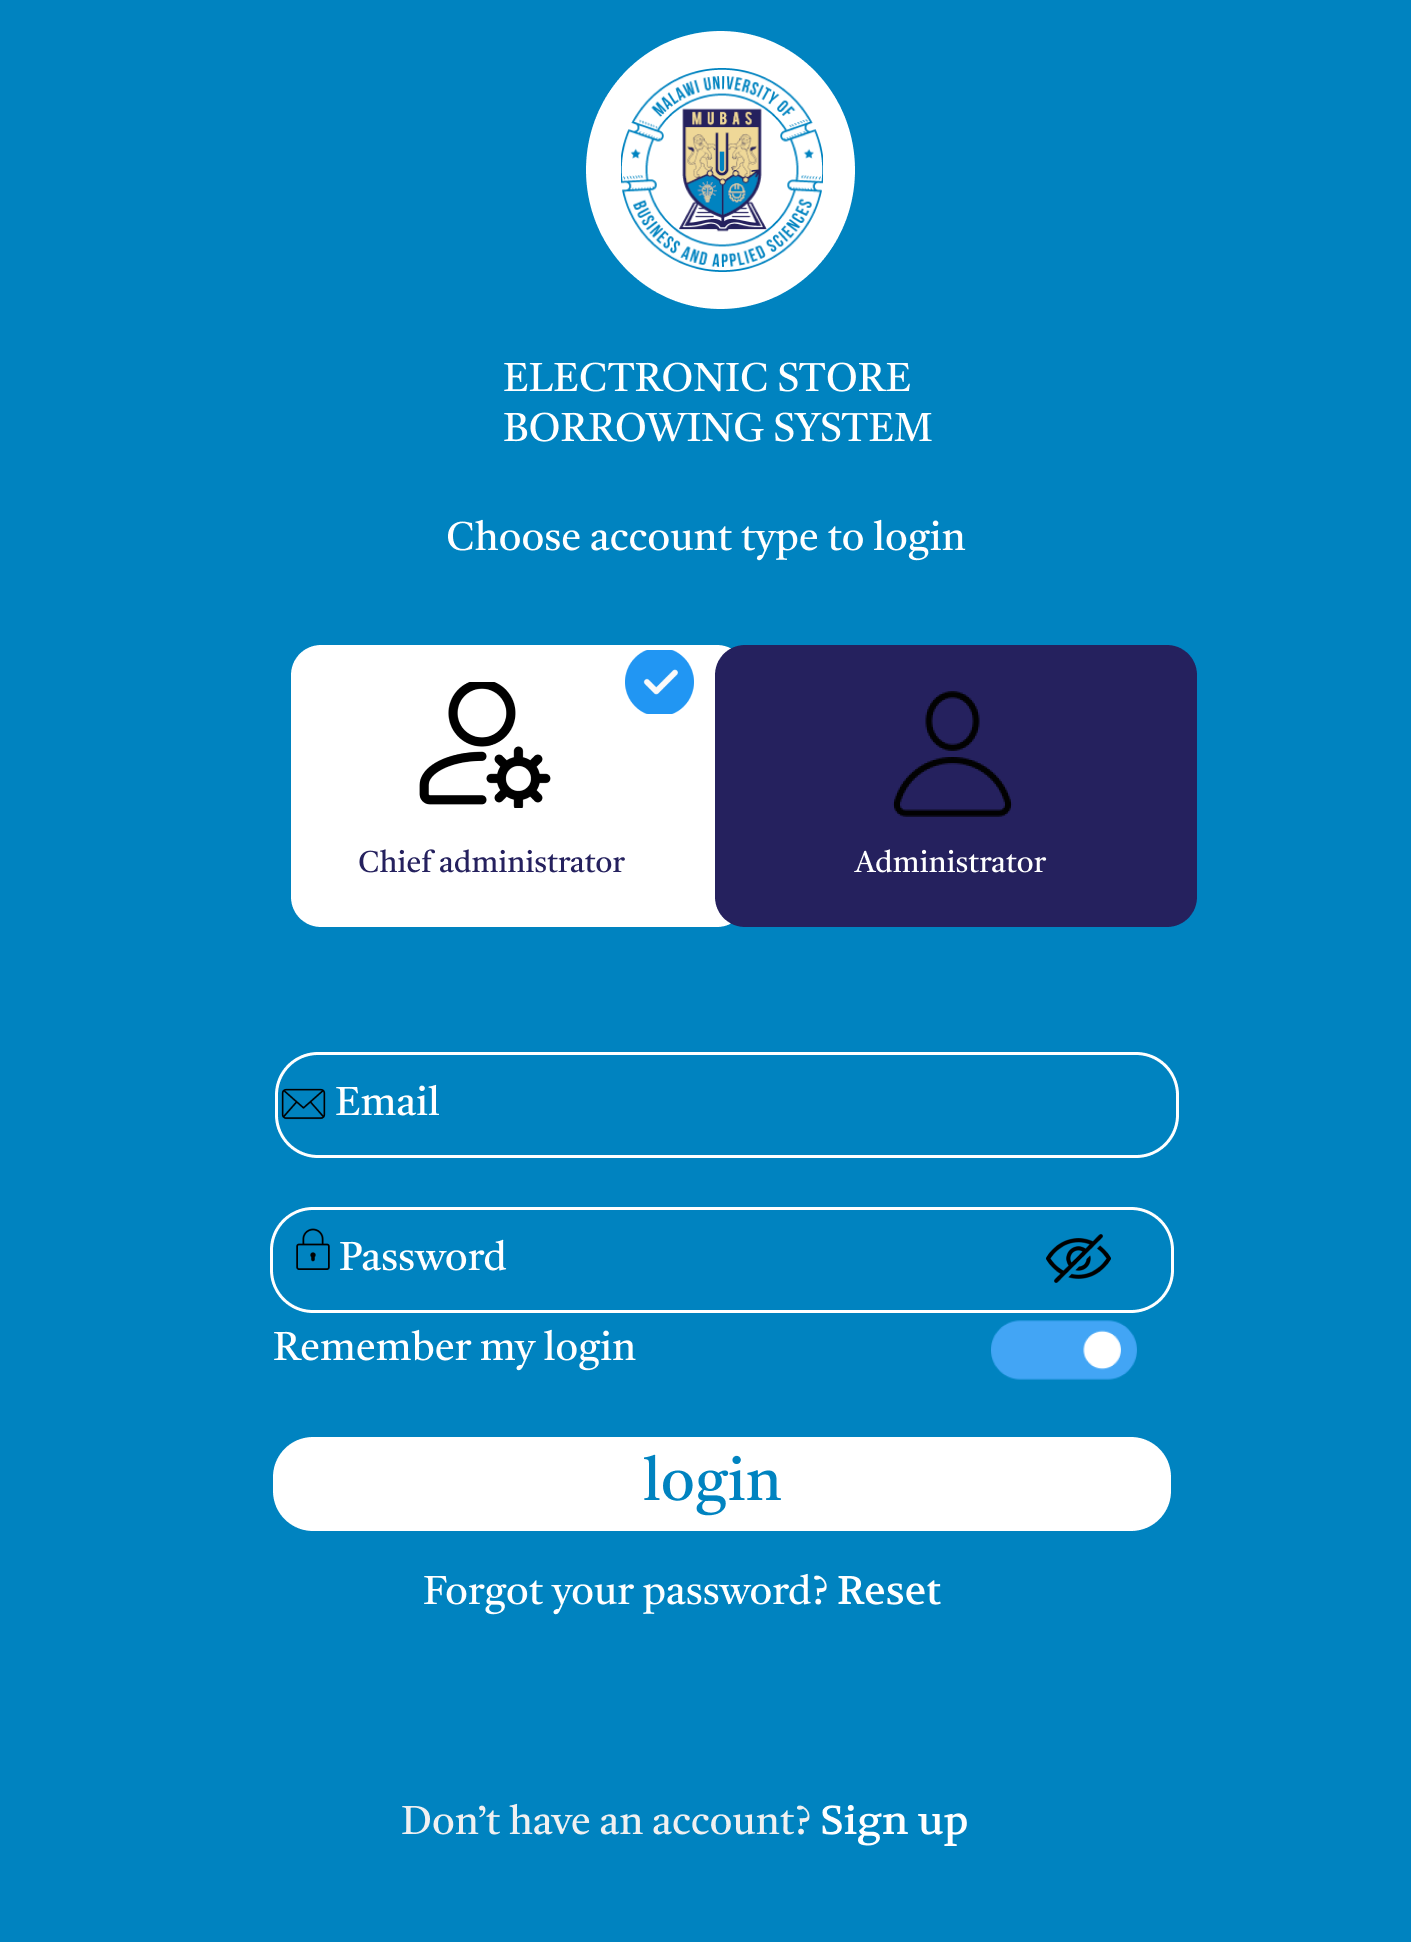 MALAWI UNIVERSITY OF
MUBAS
BUSINESS AND APPLIED SCIENCES
ELECTRONIC STORE
BORROWING SYSTEM
Choose account type to login
Chief administrator
Administrator
Email
Password
Remember my login
login
Forgot your password? Reset
Don’t have an account? Sign up